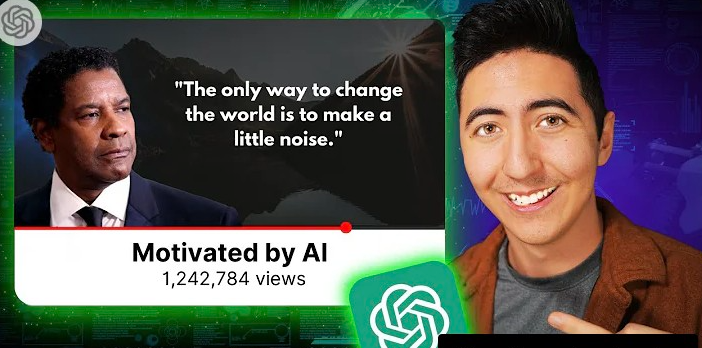 "The only way to change
the world is to make a
little noise."
Motivated by AI
1,242,784 views